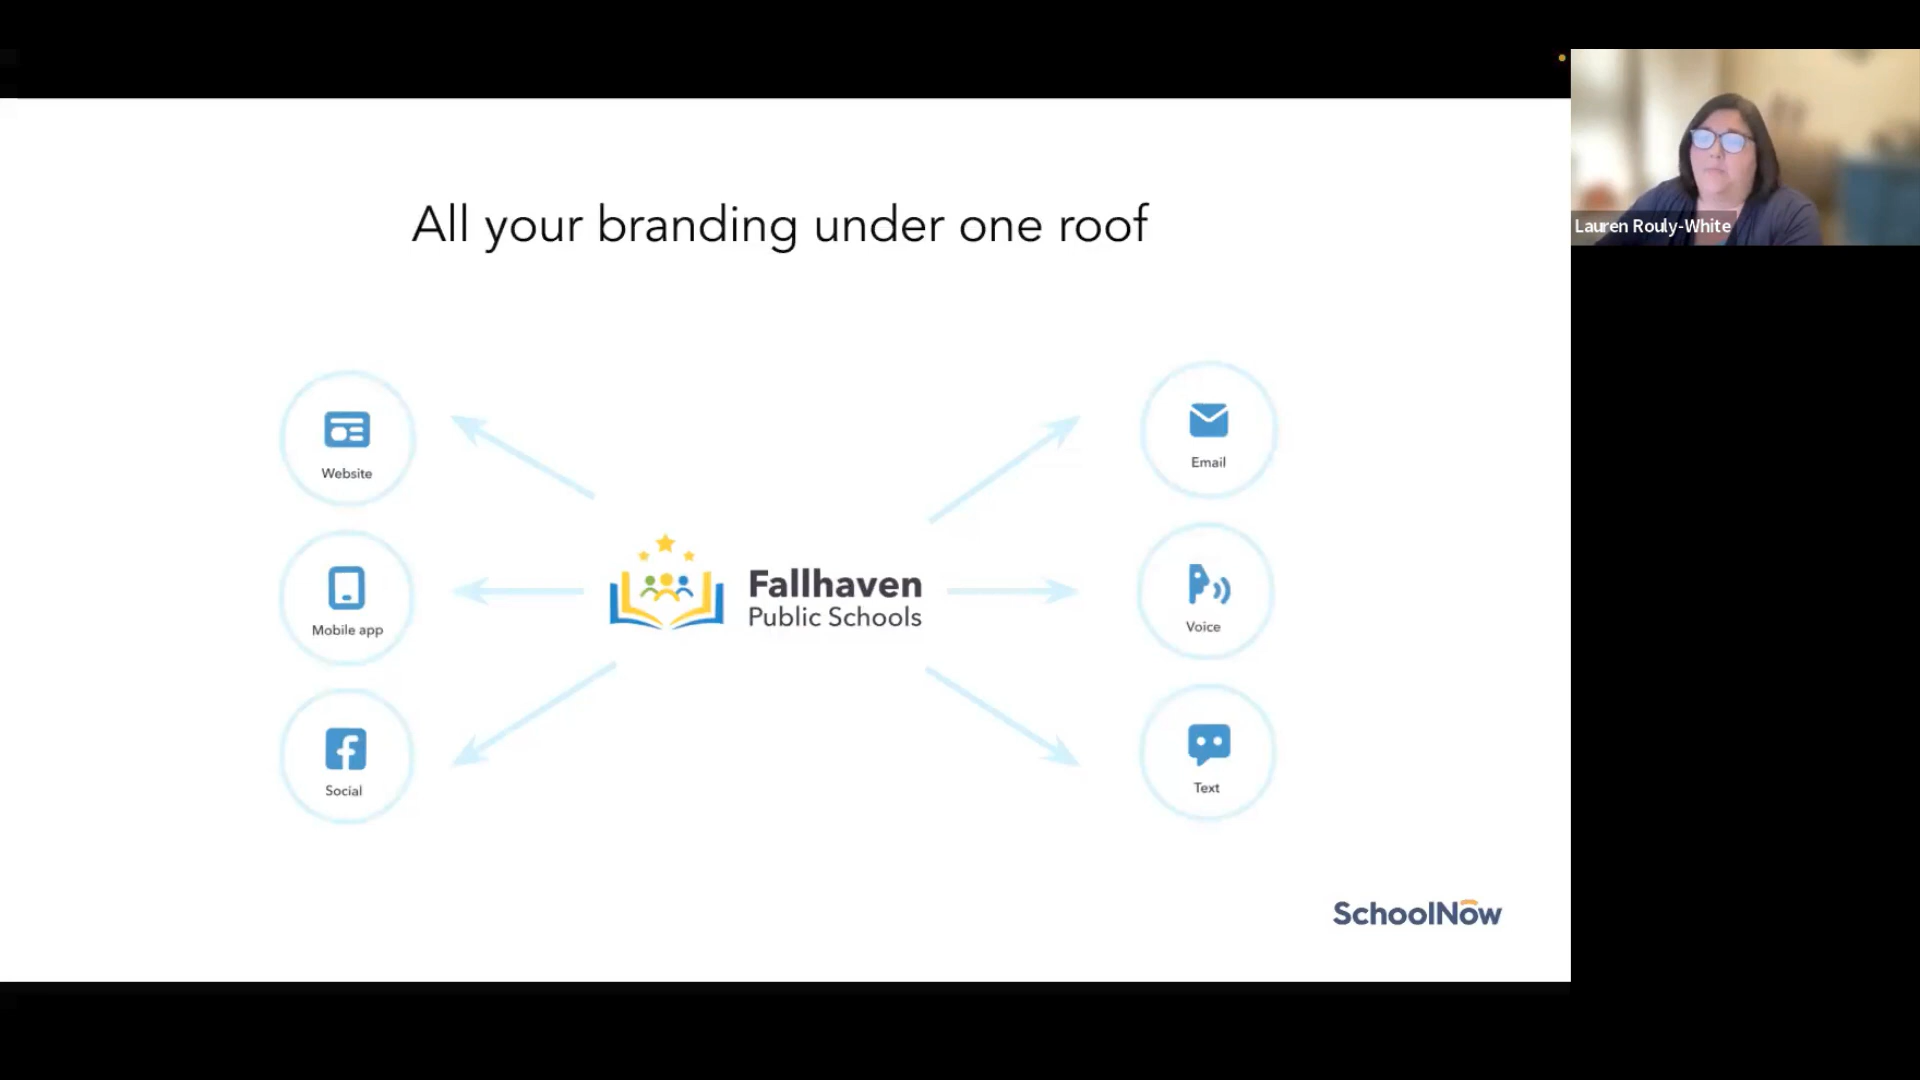 All your branding under one roof
Website
Mobile app
Social
Fallhaven
Public Schools
Email
Voice
Text
SchoolNow
Lauren Rouly-White